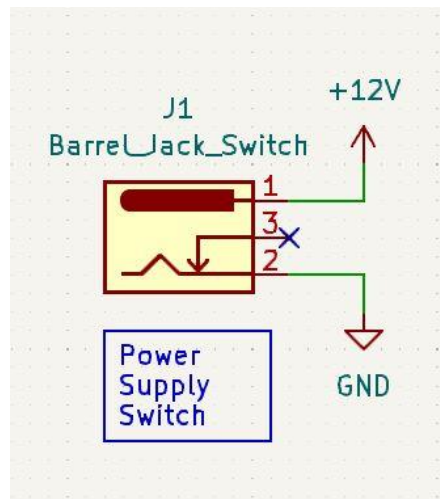 +12V
J1
Barrel_Jack_Switch
1
3
2
Power
Supply
Switch
GND